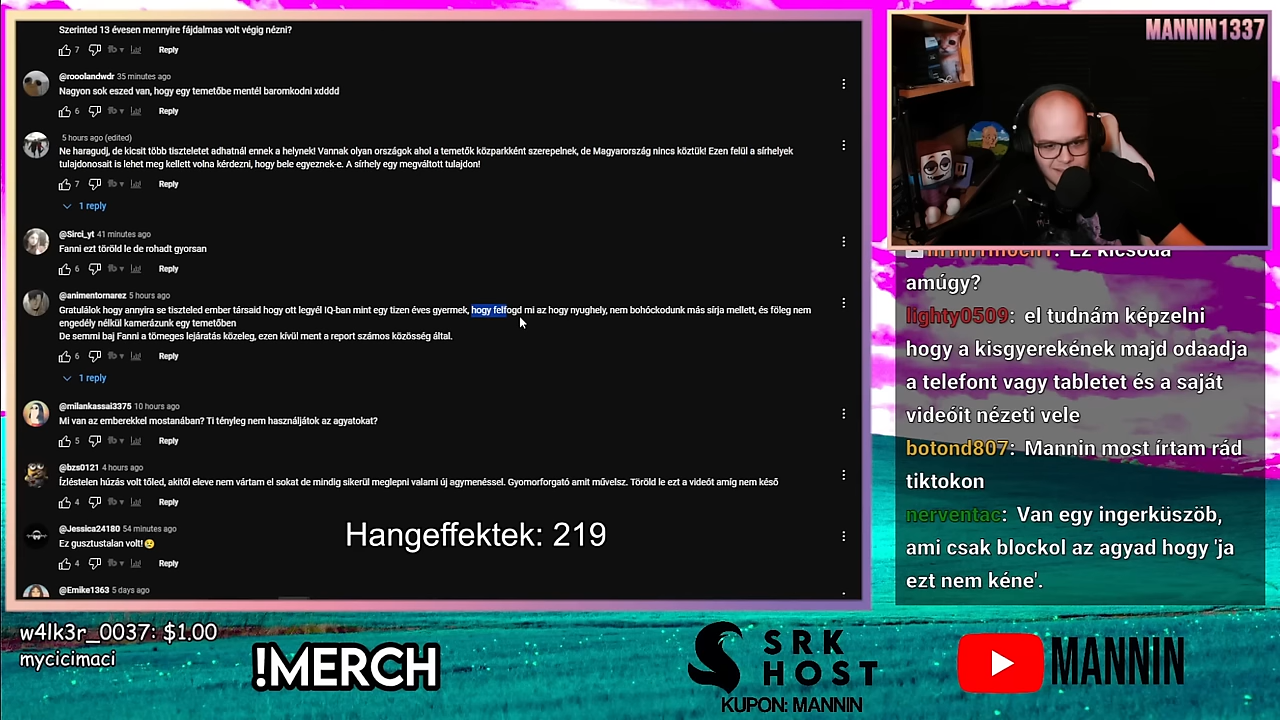 Szerinted 13 évesen mennyire fájdalmas volt végig nézni?
7 Reply
@rooolandwdr 35 minutes ago
Nagyon sok eszed van, hogy egy temetőbe mentél baromkodni xdddd
6 Reply
5 hours ago (edited)
Ne haragudj, de kicsit több tiszteletet adhatnál ennek a helynek! Vannak olyan országok ahol a temetők közparkként szerepelnek, de Magyarország nincs köztük! Ezen felül a sírhelyek
tulajdonosait is lehet meg kellett volna kérdezni, hogy bele egyeznek-e. A sírhely egy megváltott tulajdon!
7 Reply
1 reply
@Sirci_yt 41 minutes ago
Fanni ezt töröld le de rohadt gyorsan
6 Reply
@animentornarez 5 hours ago
Gratulálok hogy annyira se tiszteled ember társaid hogy ott legyél IQ-ban mint egy tizen éves gyermek, hogy felfogd mi az hogy nyughely, nem bohóckodunk más sírja mellett, és föleg nem
engedély nélkül kamerázunk egy temetőben
De semmi baj Fanni a tömeges lejáratás közeleg, ezen kívül ment a report számos közösség által.
6 Reply
1 reply
@milankassai3375 10 hours ago
Mi van az emberekkel mostanában? Ti tényleg nem használjátok az agyatokat?
5 Reply
@bzs0121 4 hours ago
Ízléstelen húzás volt tőled, akitől eleve nem vártam el sokat de mindig sikerül meglepni valami új agymenéssel. Gyomorforgató amit művelsz. Töröld le ezt a videót amíg nem késő
4 Reply
@Jessica24180 54 minutes ago
Ez gusztustalan volt!😢
4 Reply
@Emike1363 5 days ago
Hangeffektek: 219
MANNIN1337
Ez kicsoda
amúgy?
lighty0509: el tudnám képzelni
hogy a kisgyerekének majd odaadja
a telefont vagy tabletet és a saját
videóit nézeti vele
botond807: Mannin most írtam rád
tiktokon
nerventac: Van egy ingerküszöb,
ami csak blockol az agyad hogy 'ja
ezt nem kéne'.
w4lk3r_0037: $1.00
mycicimaci
!MERCH
SRK
HOST
KUPON: MANNIN
MANNIN